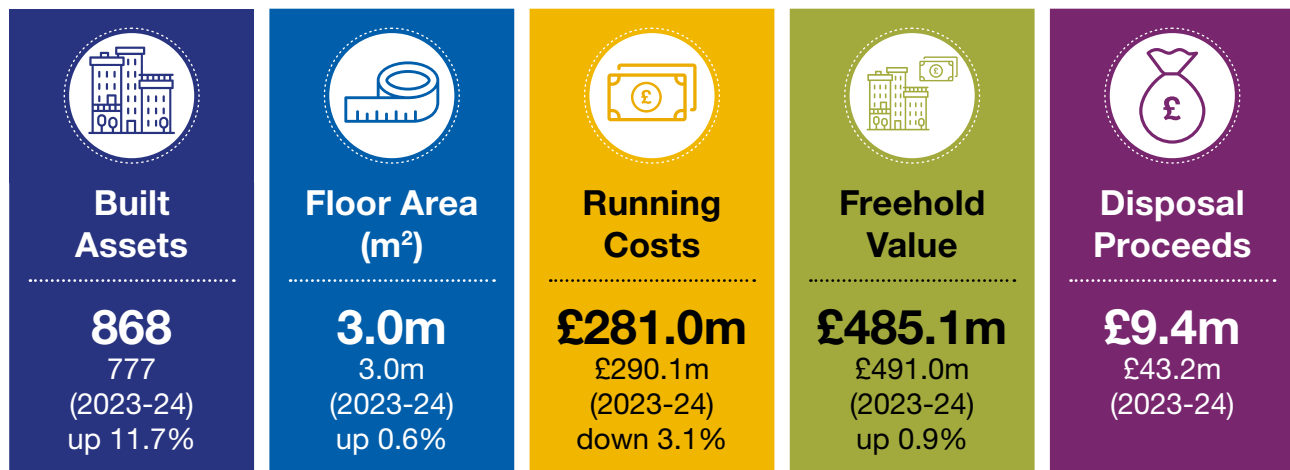 £
£
£
Built
Assets
868
777
(2023-24)
up 11.7%
Floor Area
(m²)
3.0m
3.0m
(2023-24)
up 0.6%
Running
Costs
£281.0m
£290.1m
(2023-24)
down 3.1%
Freehold
Value
£485.1m
£491.0m
(2023-24)
up 0.9%
Disposal
Proceeds
£9.4m
£43.2m
(2023-24)